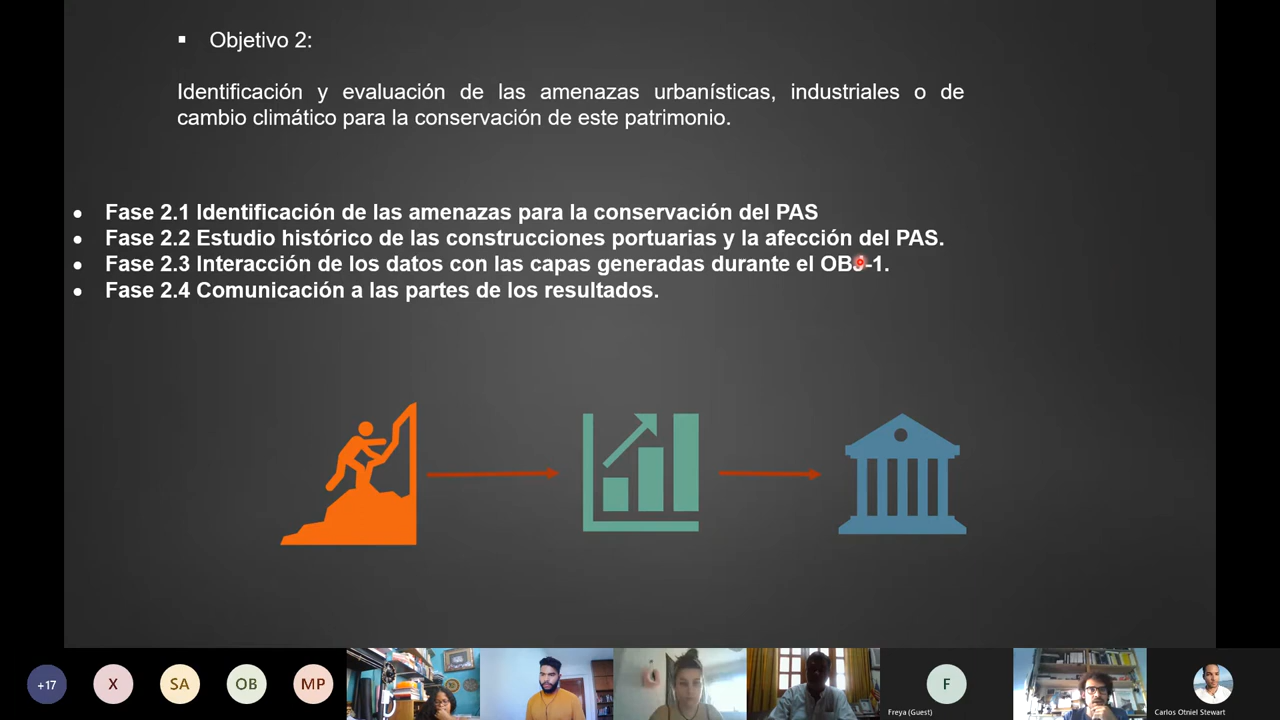 ▪ Objetivo 2:
Identificación y evaluación de las amenazas urbanísticas, industriales o de
cambio climático para la conservación de este patrimonio.
• Fase 2.1 Identificación de las amenazas para la conservación del PAS
• Fase 2.2 Estudio histórico de las construcciones portuarias y la afección del PAS.
• Fase 2.3 Interacción de los datos con las capas generadas durante el OBJ-1.
• Fase 2.4 Comunicación a las partes de los resultados.
+17
X
SA
OB
MP
F
Freya (Guest)
Carlos Otniel Stewart